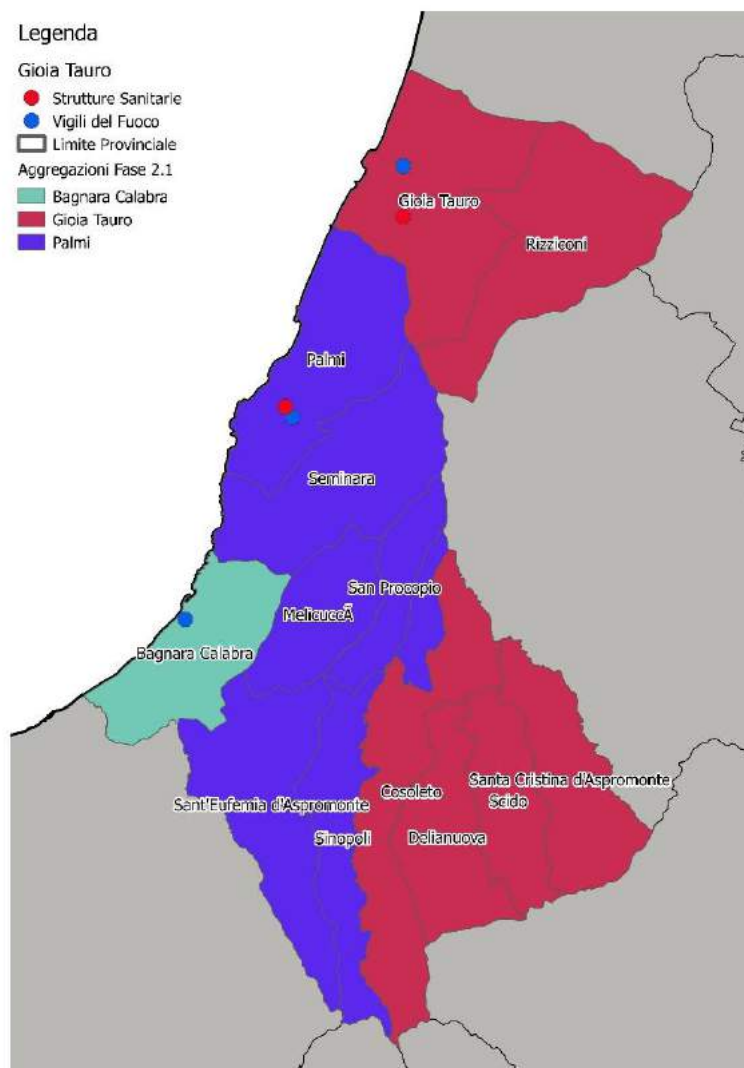 Legenda
Gioia Tauro
Strutture Sanitarie
Vigili del Fuoco
Limite Provinciale
Aggregazioni Fase 2.1
Bagnara Calabra
Gioia Tauro
Palmi
Gioia Tauro
Rizziconi
Palmi
Seminara
San Procopio
MelicuccÃ
Bagnara Calabra
Santa Cristina d'Aspromonte
Cosoleto
Scido
Sant'Eufemia d'Aspromonte
Sinopoli
Delianuova